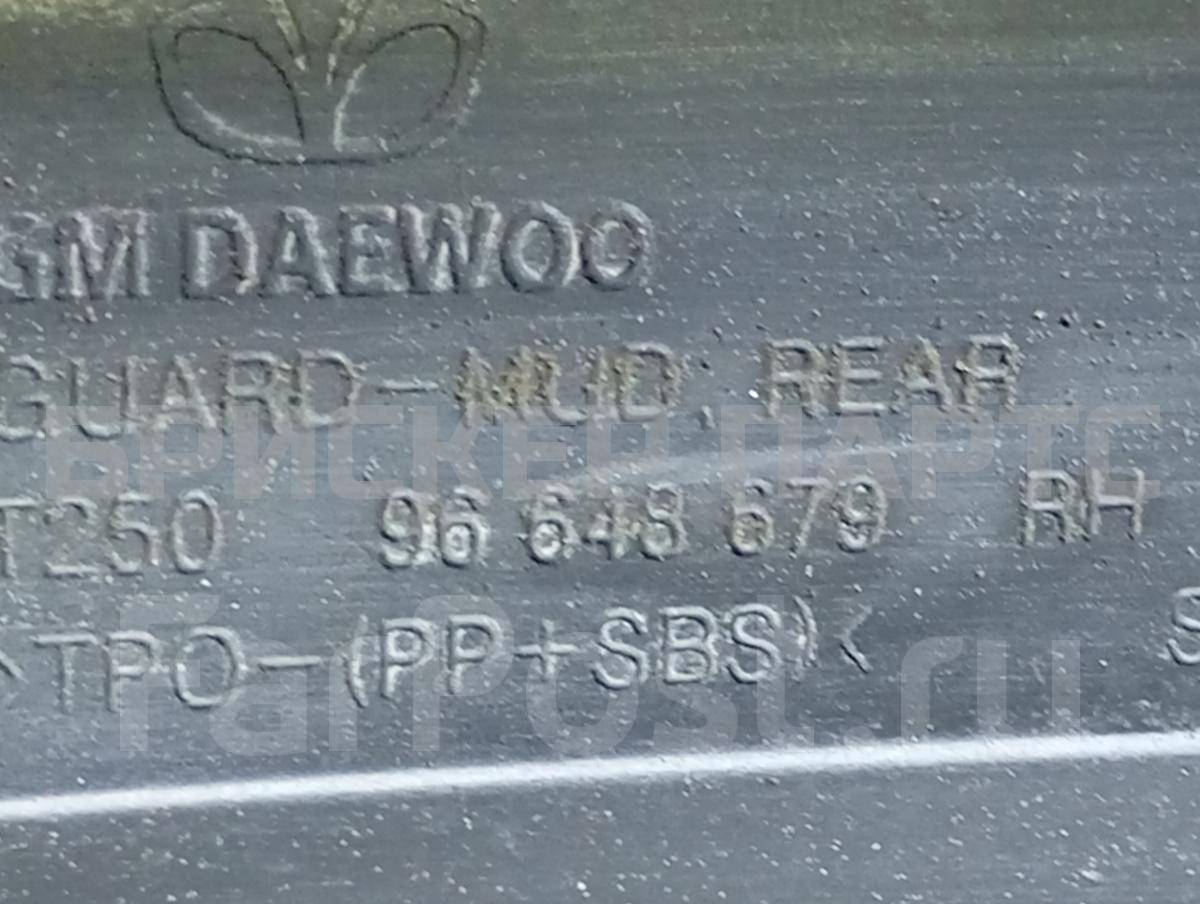 GM DAEWOO
GUARD-MUD, REAR
БРИСКЕР ПАРТС
T250 96 648 679 RH
>TPO-(PP+SBS)< S
FarPost.ru